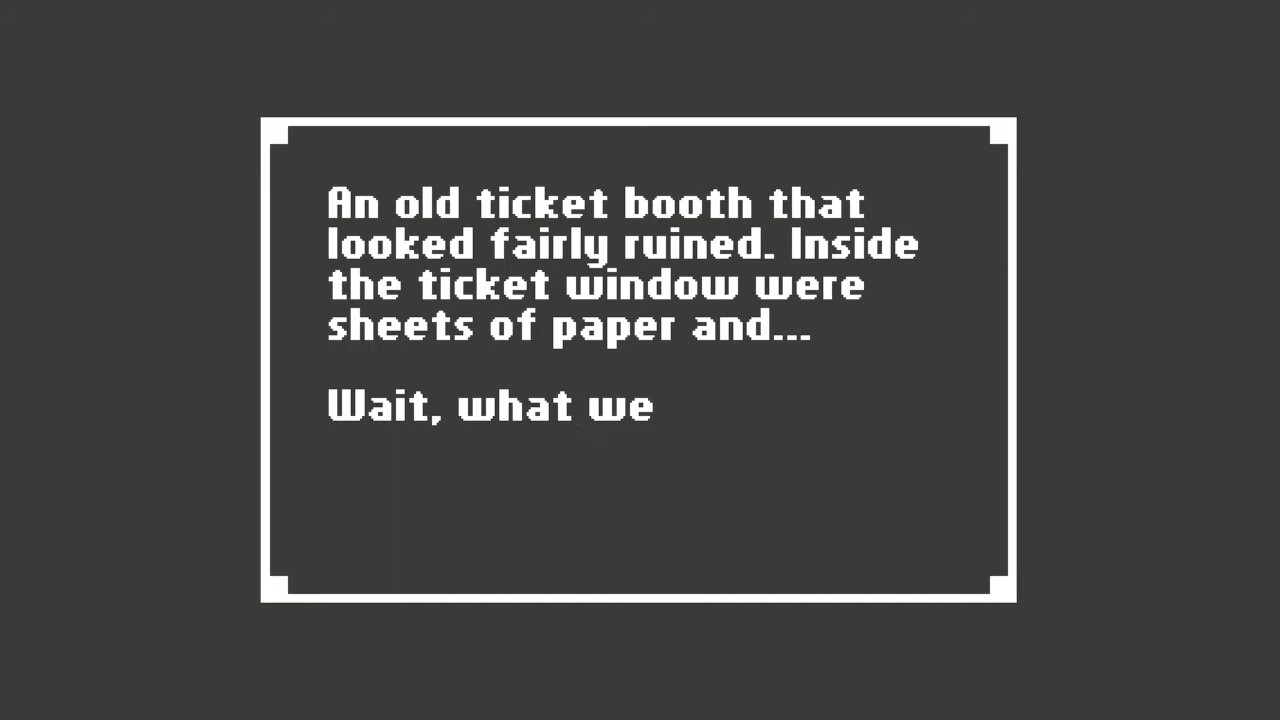 An old ticket booth that
looked fairly ruined. Inside
the ticket window were
sheets of paper and...
Wait, what we